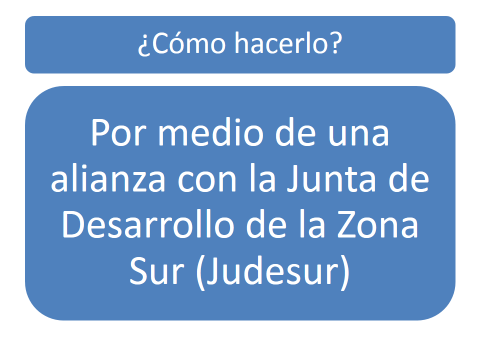 ¿Cómo hacerlo?
Por medio de una
alianza con la Junta de
Desarrollo de la Zona
Sur (Judesur)